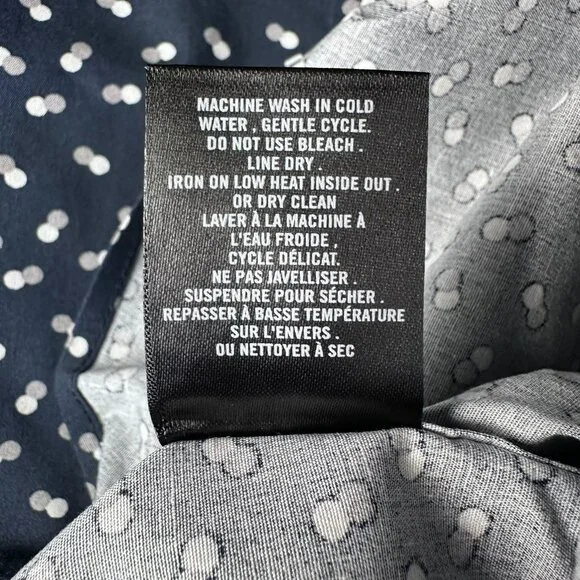 MACHINE WASH IN COLD
WATER , GENTLE CYCLE.
DO NOT USE BLEACH .
LINE DRY .
IRON ON LOW HEAT INSIDE OUT .
OR DRY CLEAN
LAVER À LA MACHINE À
L'EAU FROIDE ,
CYCLE DÉLICAT.
NE PAS JAVELLISER .
SUSPENDRE POUR SÉCHER .
REPASSER À BASSE TEMPÉRATURE
SUR L'ENVERS .
OU NETTOYER À SEC